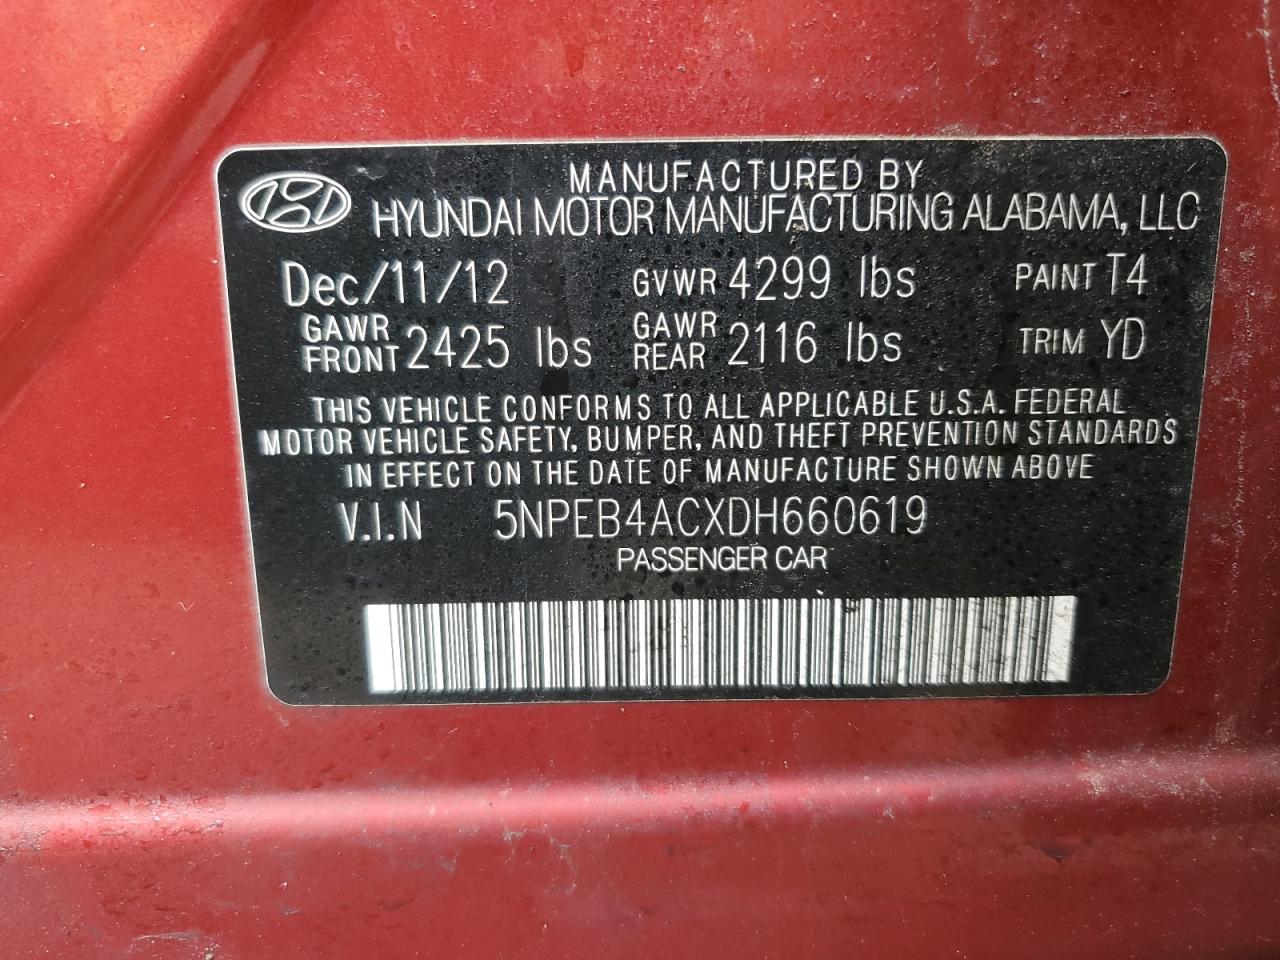 MANUFACTURED BY
HYUNDAI MOTOR MANUFACTURING ALABAMA, LLC
Dec/11/12 GVWR 4299 lbs PAINT T4
GAWR FRONT 2425 lbs GAWR REAR 2116 lbs TRIM YD
THIS VEHICLE CONFORMS TO ALL APPLICABLE U.S.A. FEDERAL
MOTOR VEHICLE SAFETY, BUMPER, AND THEFT PREVENTION STANDARDS
IN EFFECT ON THE DATE OF MANUFACTURE SHOWN ABOVE
V.I.N 5NPEB4ACXDH660619
PASSENGER CAR